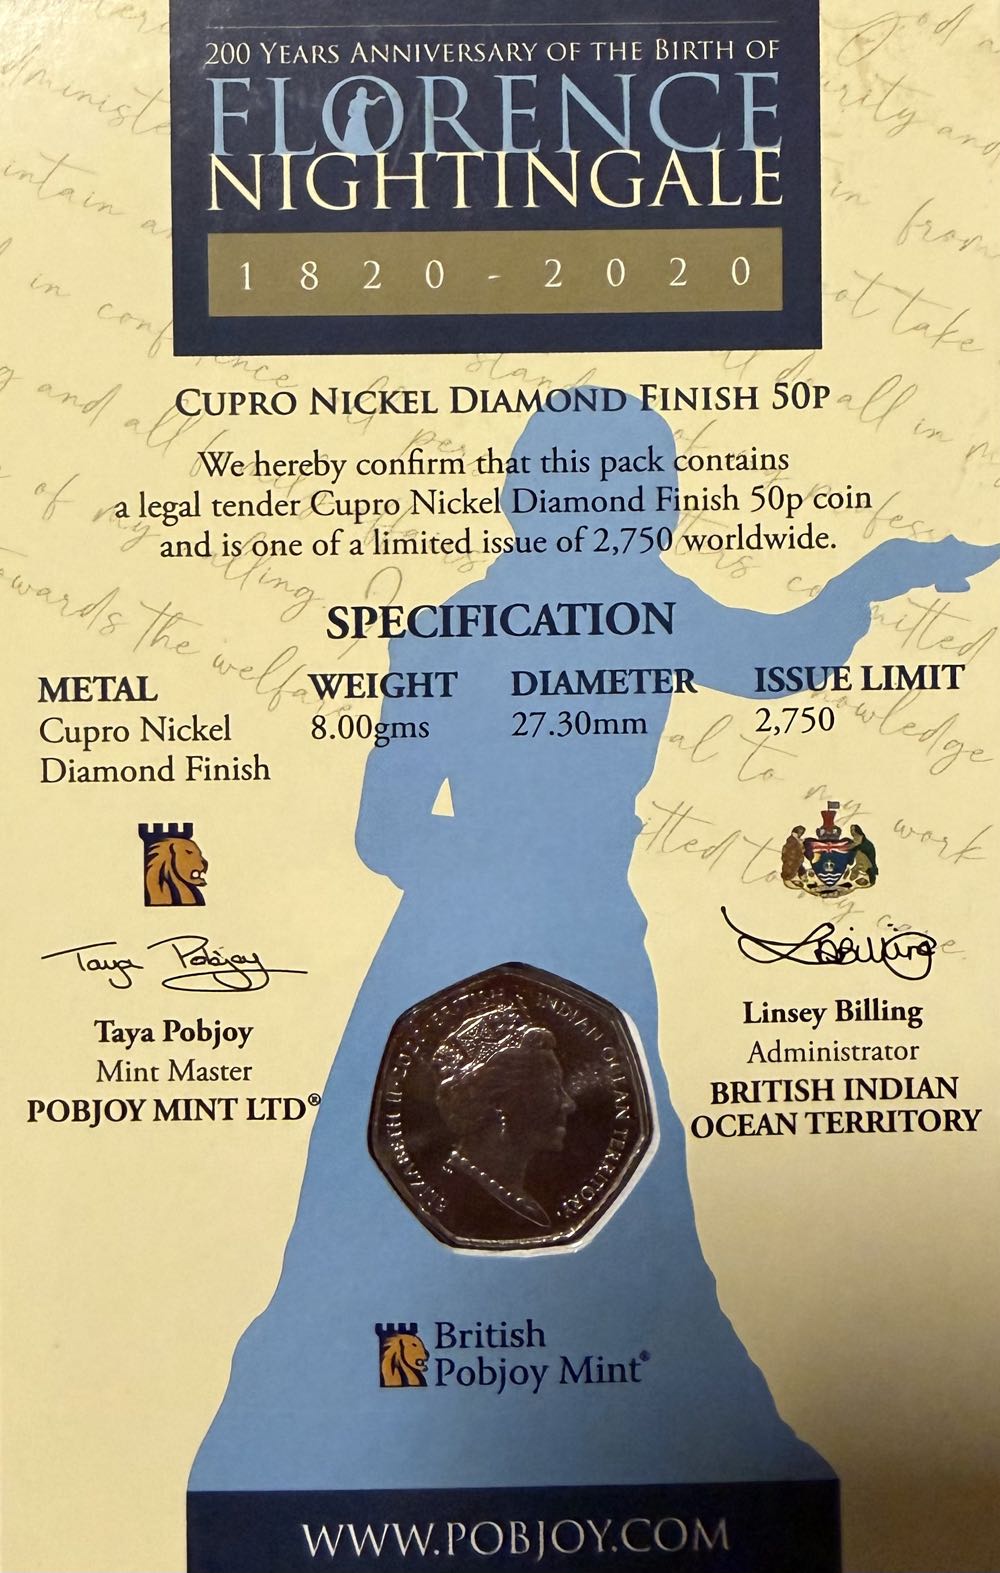 200 YEARS ANNIVERSARY OF THE BIRTH OF
FLORENCE
NIGHTINGALE
1820-2020
CUPRO NICKEL DIAMOND FINISH 50P
We hereby confirm that this pack contains
a legal tender Cupro Nickel Diamond Finish 50p coin
and is one of a limited issue of 2,750 worldwide.
SPECIFICATION
METAL WEIGHT DIAMETER ISSUE LIMIT
Cupro Nickel 8.00gms 27.30mm 2,750
Diamond Finish
Taya Pobjoy
Taya Pobjoy
Mint Master
POBJOY MINT LTD®
Linsey Billing
Administrator
BRITISH INDIAN
OCEAN TERRITORY
ELIZABETH II BRITISH INDIAN OCEAN TERRITORY
British
Pobjoy Mint®
WWW.POBJOY.COM